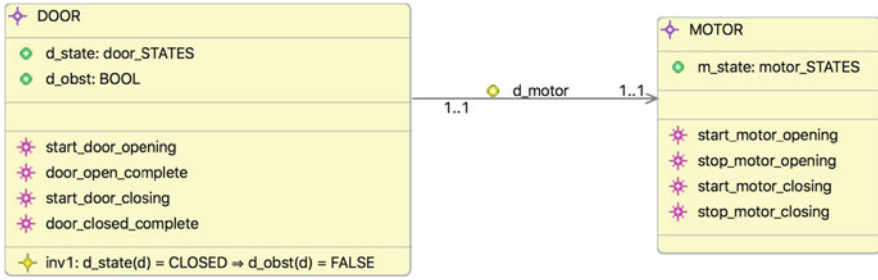 DOOR
d_state: door_STATES
d_obst: BOOL
start_door_opening
door_open_complete
start_door_closing
door_closed_complete
inv1: d_state(d) = CLOSED ⇒ d_obst(d) = FALSE
d_motor
1..1
1..1
MOTOR
m_state: motor_STATES
start_motor_opening
stop_motor_opening
start_motor_closing
stop_motor_closing